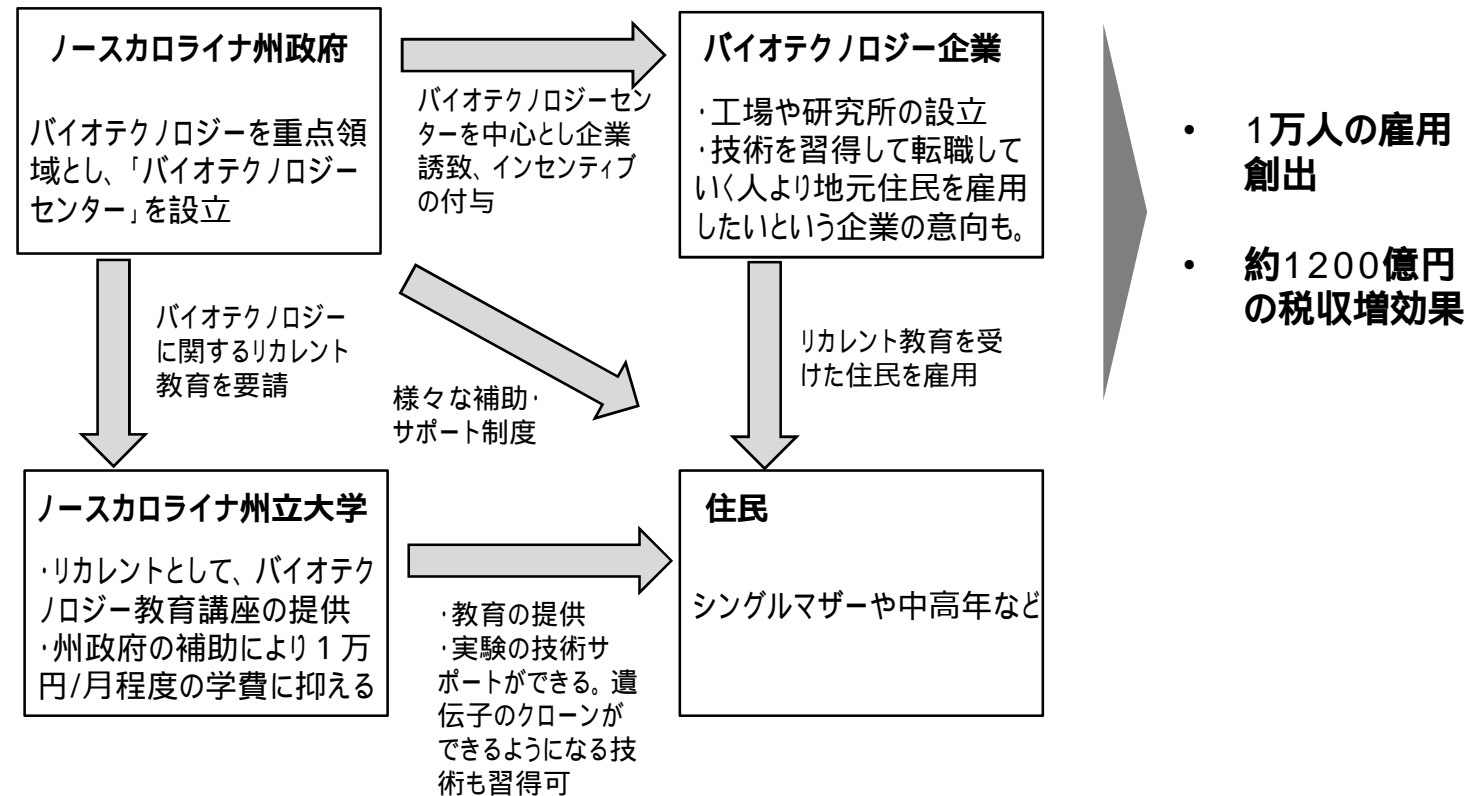 ノースカロライナ州政府
バイオテクノロジーを重点領
域とし、「バイオテクノロジー
センター」を設立
バイオテクノロジーセン
ターを中心とし企業
誘致、インセンティブ
の付与
バイオテクノロジー企業
・工場や研究所の設立
・技術を習得して転職して
いく人より地元住民を雇用
したいという企業の意向も。
• 1万人の雇用
創出
• 約1200億円
の税収増効果
バイオテクノロジー
に関するリカレント
教育を要請
様々な補助・
サポート制度
リカレント教育を受
けた住民を雇用
ノースカロライナ州立大学
・リカレントとして、バイオテク
ノロジー教育講座の提供
・州政府の補助により１万
円/月程度の学費に抑える
・教育の提供
・実験の技術サ
ポートができる。遺
伝子のクローンが
できるようになる技
術も習得可
住民
シングルマザーや中高年など